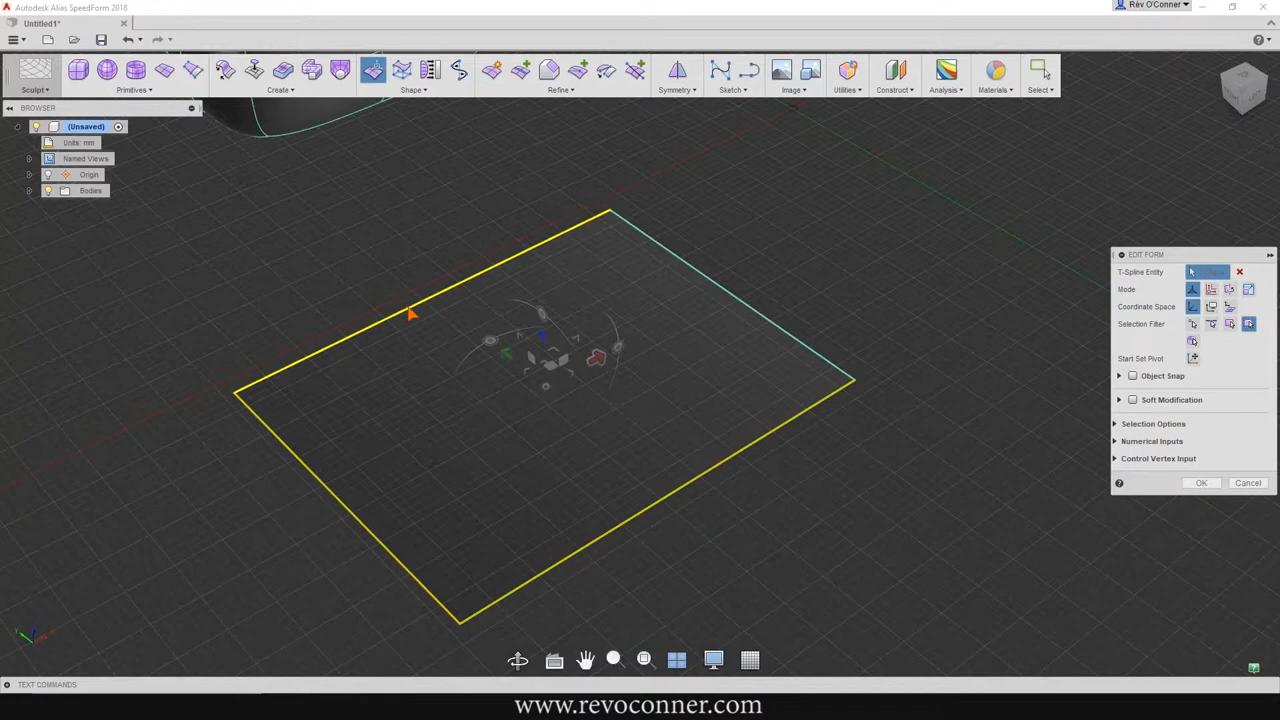 Autodesk Alias SpeedForm 2018
Rèv O'Conner
Untitled1*
Sculpt
Primitives
Create
Shape
Refine
Symmetry
Sketch
Image
Utilities
Construct
Analysis
Materials
Select
BROWSER
(Unsaved)
Units: mm
Named Views
Origin
Bodies
EDIT FORM
T-Spline Entity
Mode
Coordinate Space
Selection Filter
Start Set Pivot
Object Snap
Soft Modification
Selection Options
Numerical Inputs
Control Vertex Input
OK
Cancel
TEXT COMMANDS
www.revoconner.com